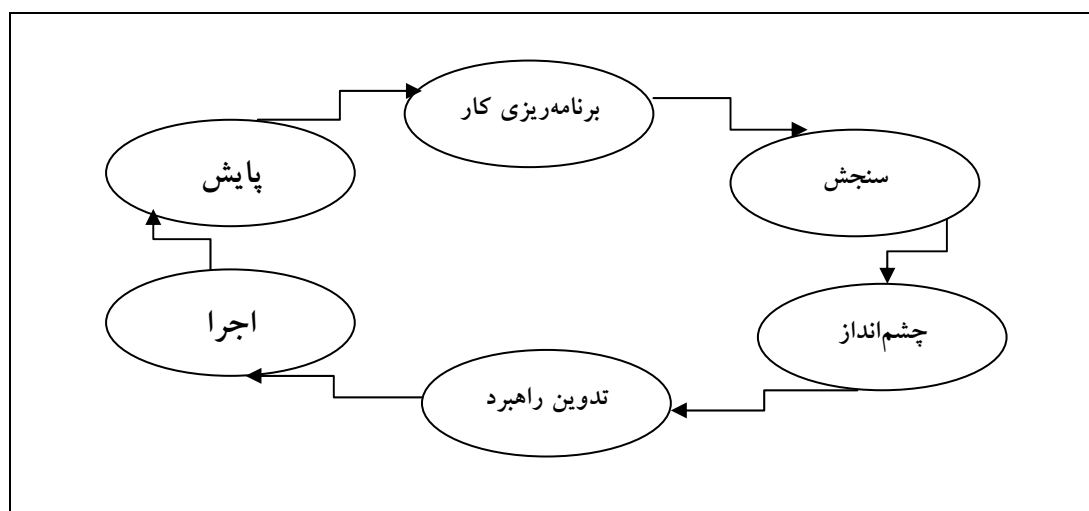 برنامه‌ریزی کار
سنجش
چشم‌انداز
تدوین راهبرد
اجرا
پایش